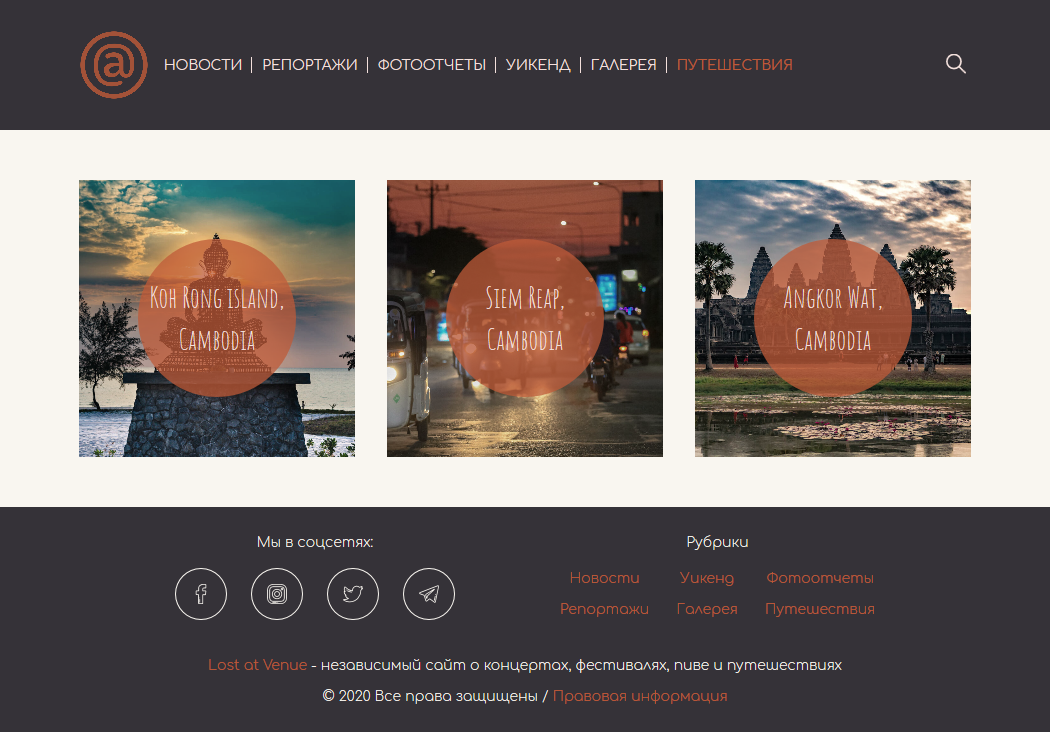 @ НОВОСТИ | РЕПОРТАЖИ | ФОТООТЧЕТЫ | УИКЕНД | ГАЛЕРЕЯ | ПУТЕШЕСТВИЯ
Koh Rong island,
Cambodia
Siem Reap,
Cambodia
Angkor Wat,
Cambodia
Мы в соцсетях:
Рубрики
Новости Уикенд Фотоотчеты
Репортажи Галерея Путешествия
Lost at Venue - независимый сайт о концертах, фестивалях, пиве и путешествиях
© 2020 Все права защищены / Правовая информация